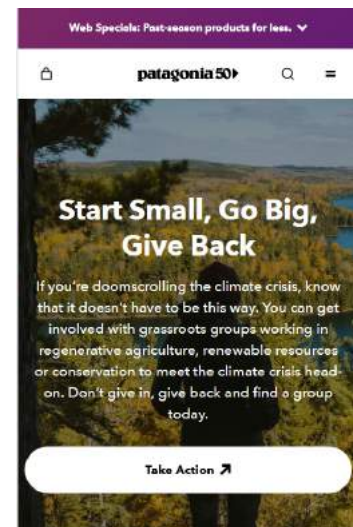 Web Specials: Past-season products for less.
patagonia 50
Start Small, Go Big,
Give Back
If you're doomscrolling the climate crisis, know
that it doesn't have to be this way. You can get
involved with grassroots groups working in
regenerative agriculture, renewable resources
or conservation to meet the climate crisis head-
on. Don't give in, give back and find a group
today.
Take Action